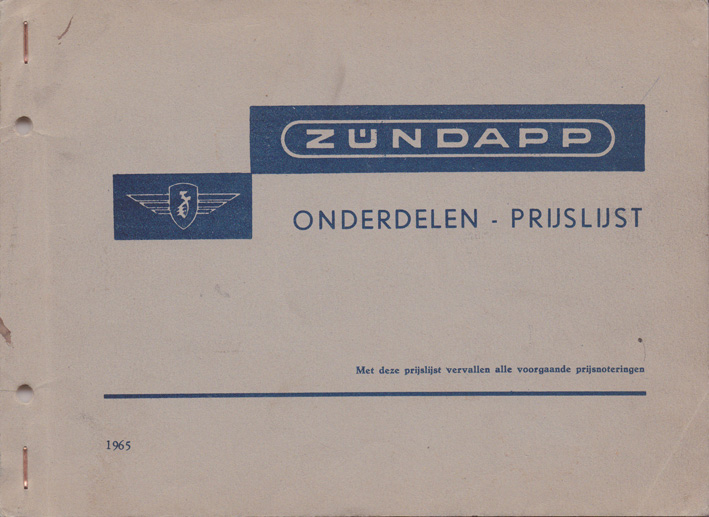 ZÜNDAPP
ONDERDELEN - PRIJSLIJST
Met deze prijslijst vervallen alle voorgaande prijsnoteringen
1965